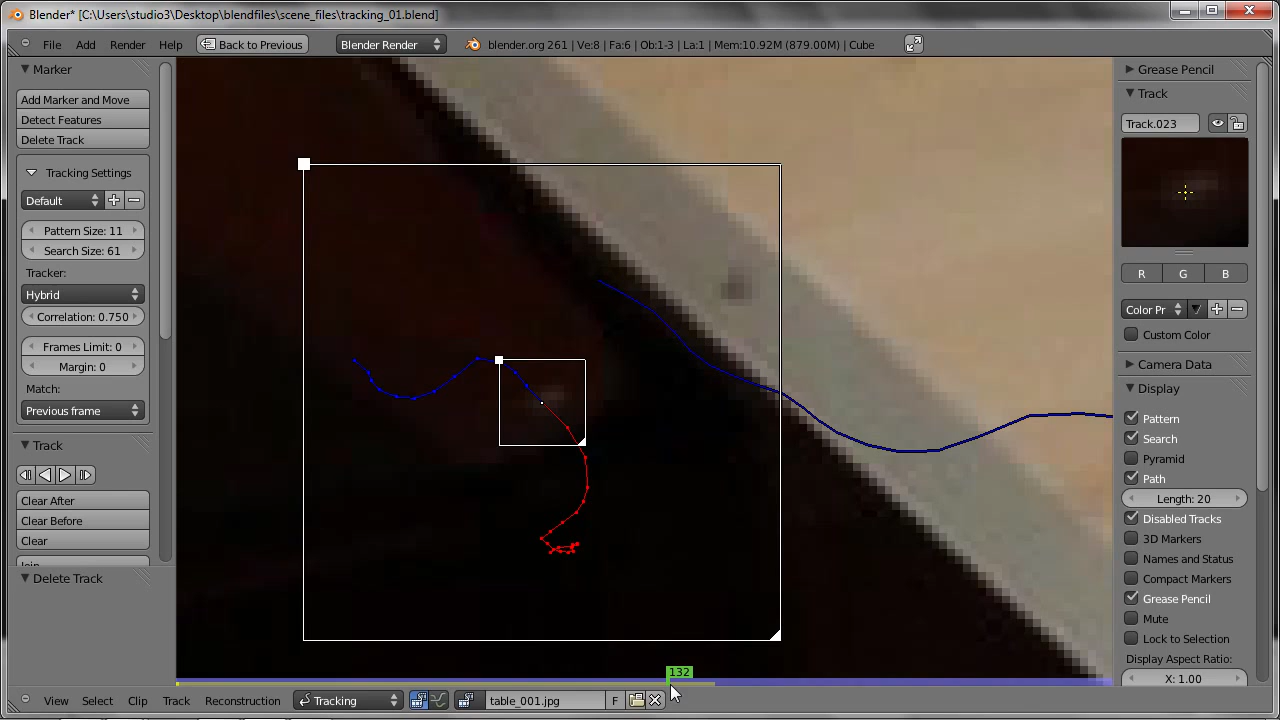 Blender* [C:\Users\studio3\Desktop\blendfiles\scene_files\tracking_01.blend]
File Add Render Help Back to Previous Blender Render blender.org 261 | Ve:8 | Fa:6 | Ob:1-3 | La:1 | Mem:10.92M (879.00M) | Cube
Marker
Add Marker and Move
Detect Features
Delete Track
Tracking Settings
Default
Pattern Size: 11
Search Size: 61
Tracker:
Hybrid
Correlation: 0.750
Frames Limit: 0
Margin: 0
Match:
Previous frame
Track
Clear After
Clear Before
Clear
Join
Delete Track
132
Grease Pencil
Track
Track.023
R G B
Color Pr
Custom Color
Camera Data
Display
Pattern
Search
Pyramid
Path
Length: 20
Disabled Tracks
3D Markers
Names and Status
Compact Markers
Grease Pencil
Mute
Lock to Selection
Display Aspect Ratio:
X: 1.00
View Select Clip Track Reconstruction Tracking table_001.jpg F